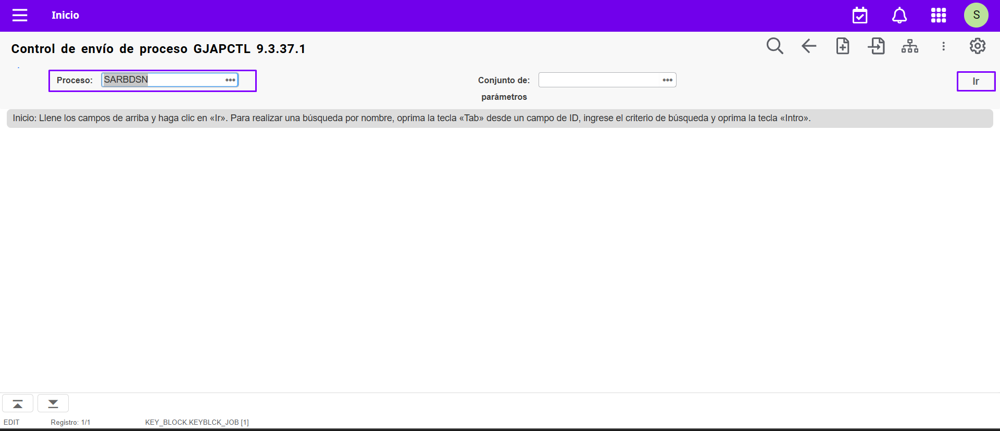 Inicio
S
Control de envío de proceso GJAPCTL 9.3.37.1
Proceso: SARBDSN
Conjunto de: parámetros
Ir
Inicio: Llene los campos de arriba y haga clic en «Ir». Para realizar una búsqueda por nombre, oprima la tecla «Tab» desde un campo de ID, ingrese el criterio de búsqueda y oprima la tecla «Intro».
EDIT Registro: 1/1 KEY_BLOCK.KEYBLCK_JOB [1]